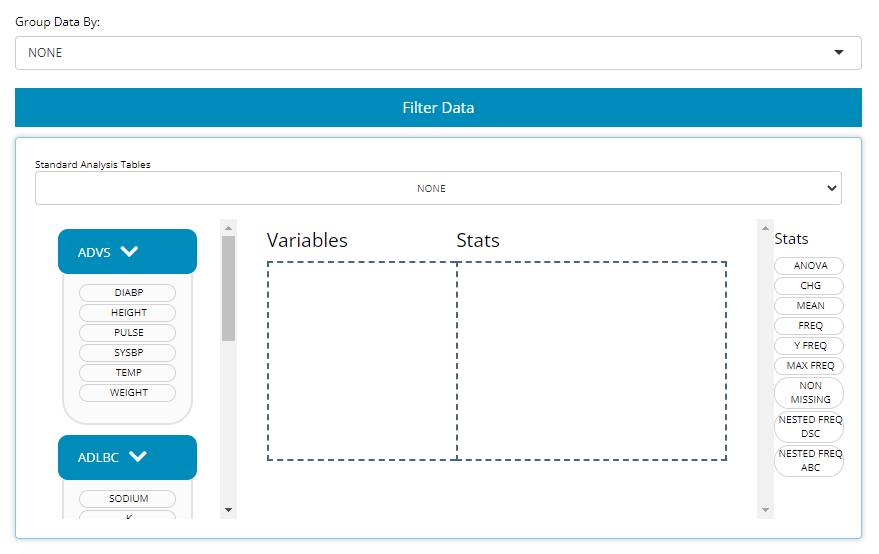 Group Data By:
NONE
Filter Data
Standard Analysis Tables
NONE
ADVS
DIABP
HEIGHT
PULSE
SYSBP
TEMP
WEIGHT
ADLBC
SODIUM
K
Variables
Stats
Stats
ANOVA
CHG
MEAN
FREQ
Y FREQ
MAX FREQ
NON
MISSING
NESTED FREQ
DSC
NESTED FREQ
ABC